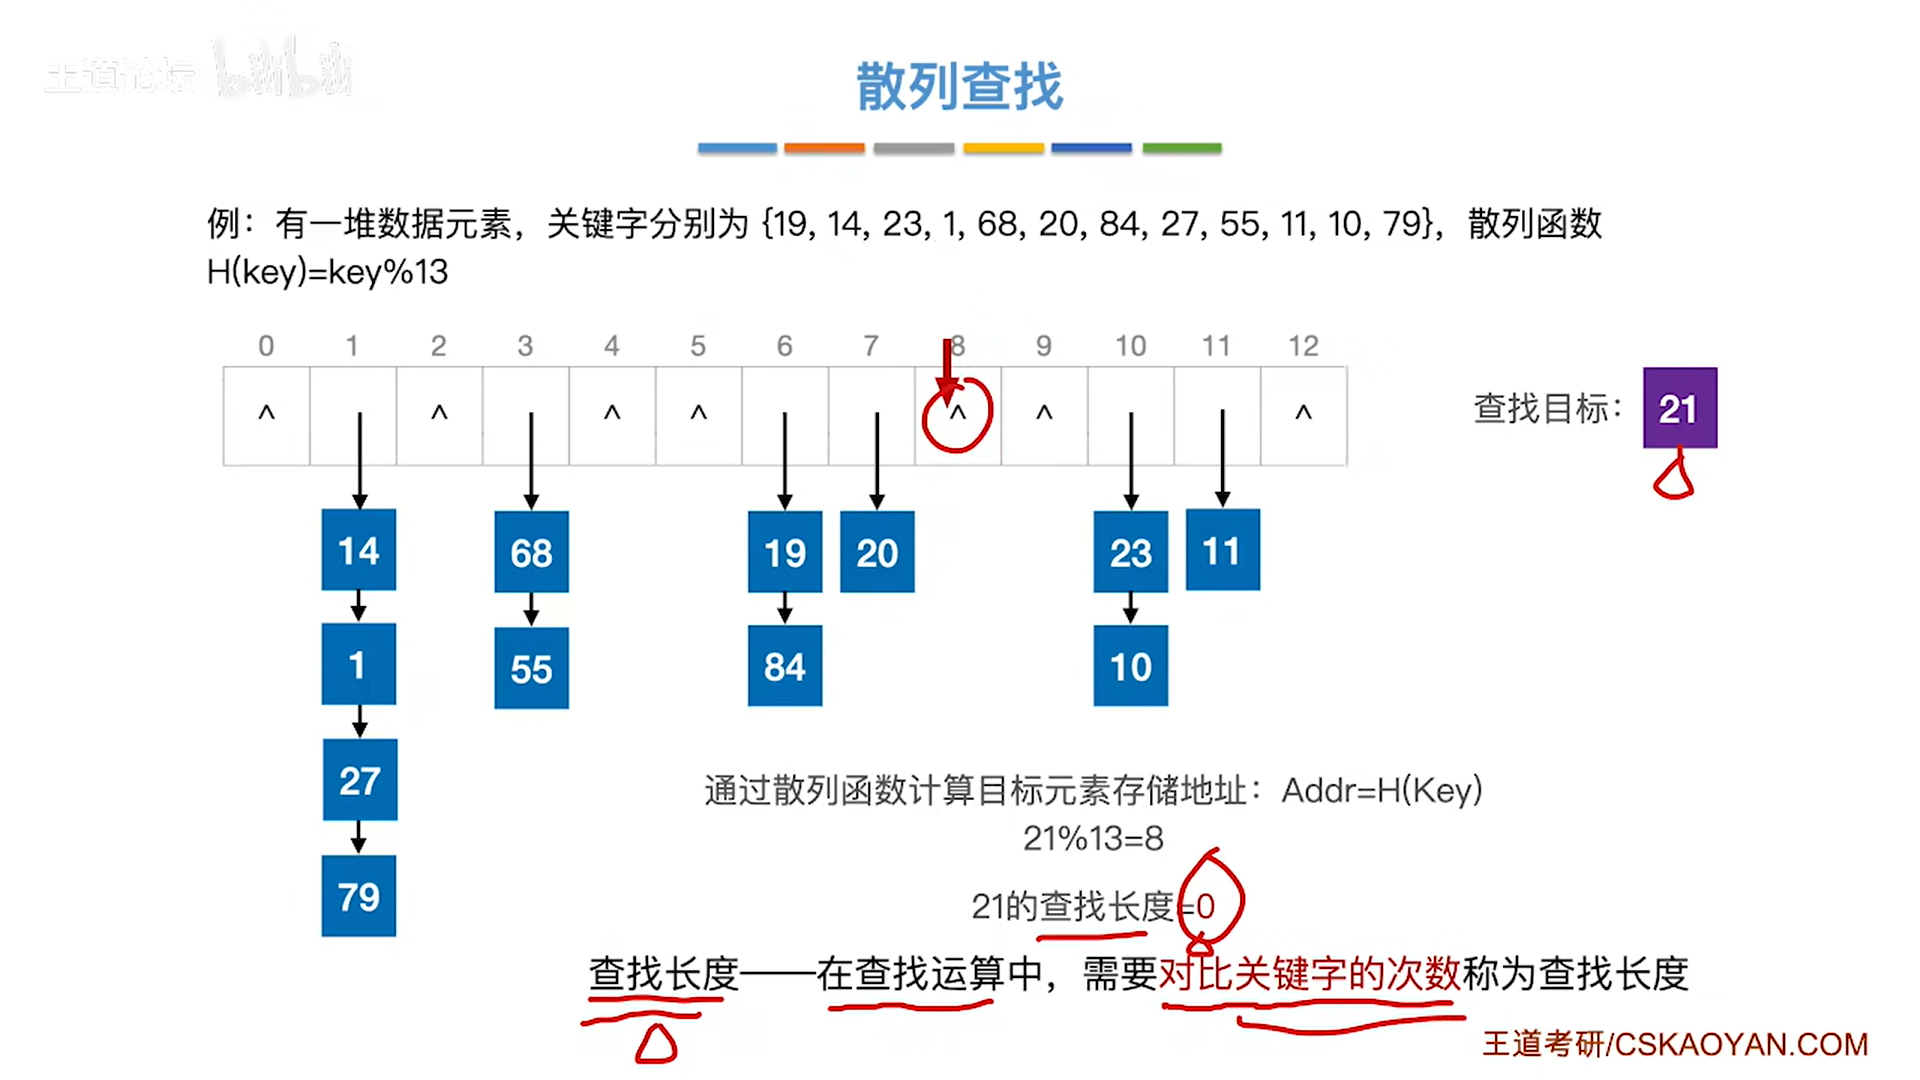 王道论坛 bilibili
散列查找
例：有一堆数据元素，关键字分别为 {19, 14, 23, 1, 68, 20, 84, 27, 55, 11, 10, 79}，散列函数
H(key)=key%13
0 1 2 3 4 5 6 7 8 9 10 11 12
^ ^ ^ ^ ^ ^ ^
查找目标： 21
14 68 19 20 23 11
1 55 84 10
27
79
通过散列函数计算目标元素存储地址：Addr=H(Key)
21%13=8
21的查找长度=0
查找长度——在查找运算中，需要对比关键字的次数称为查找长度
王道考研/CSKAOYAN.COM